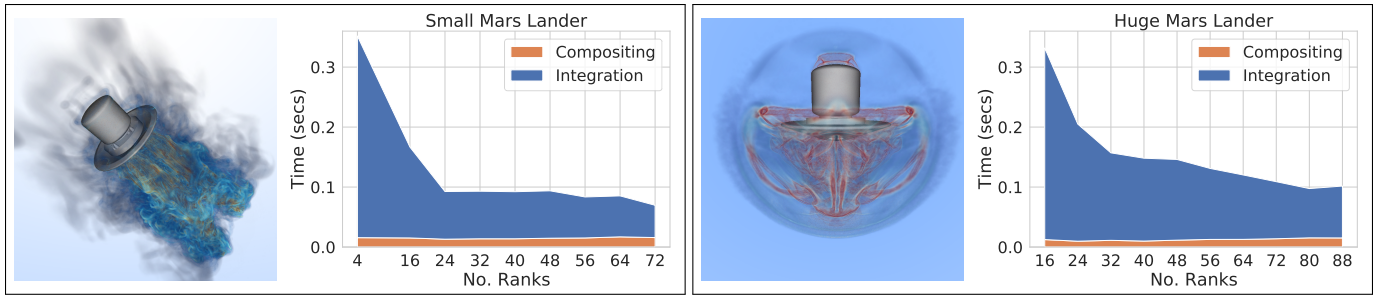 Small Mars Lander
Compositing
Integration
Time (secs)
0.3
0.2
0.1
0.0
4 16 24 32 40 48 56 64 72
No. Ranks
Huge Mars Lander
Compositing
Integration
Time (secs)
0.3
0.2
0.1
0.0
16 24 32 40 48 56 64 72 80 88
No. Ranks